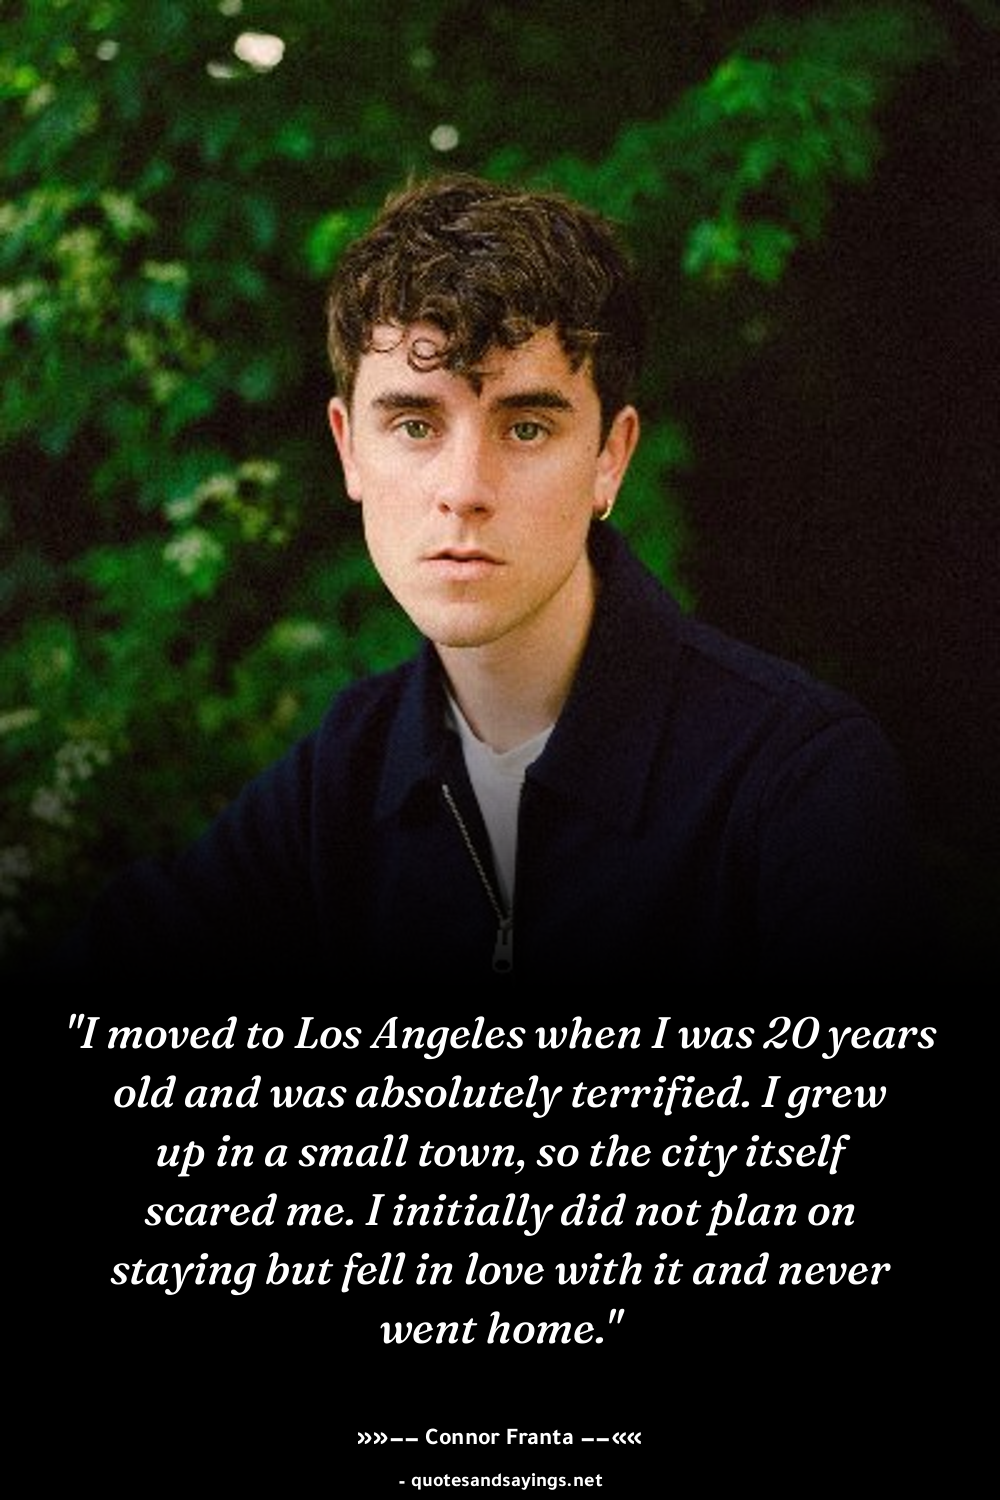 "I moved to Los Angeles when I was 20 years
old and was absolutely terrified. I grew
up in a small town, so the city itself
scared me. I initially did not plan on
staying but fell in love with it and never
went home."
»»−− Connor Franta −−««
- quotesandsayings.net